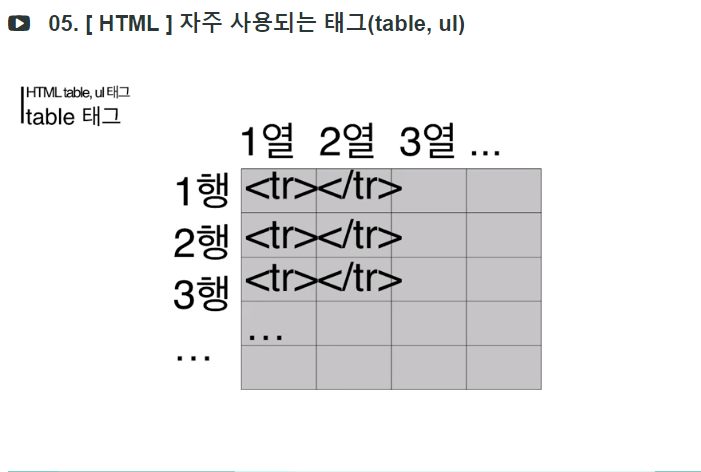 05. [ HTML ] 자주 사용되는 태그(table, ul)
HTML table, ul 태그
table 태그
1열 2열 3열 ...
1행 <tr></tr>
2행 <tr></tr>
3행 <tr></tr>
...
...